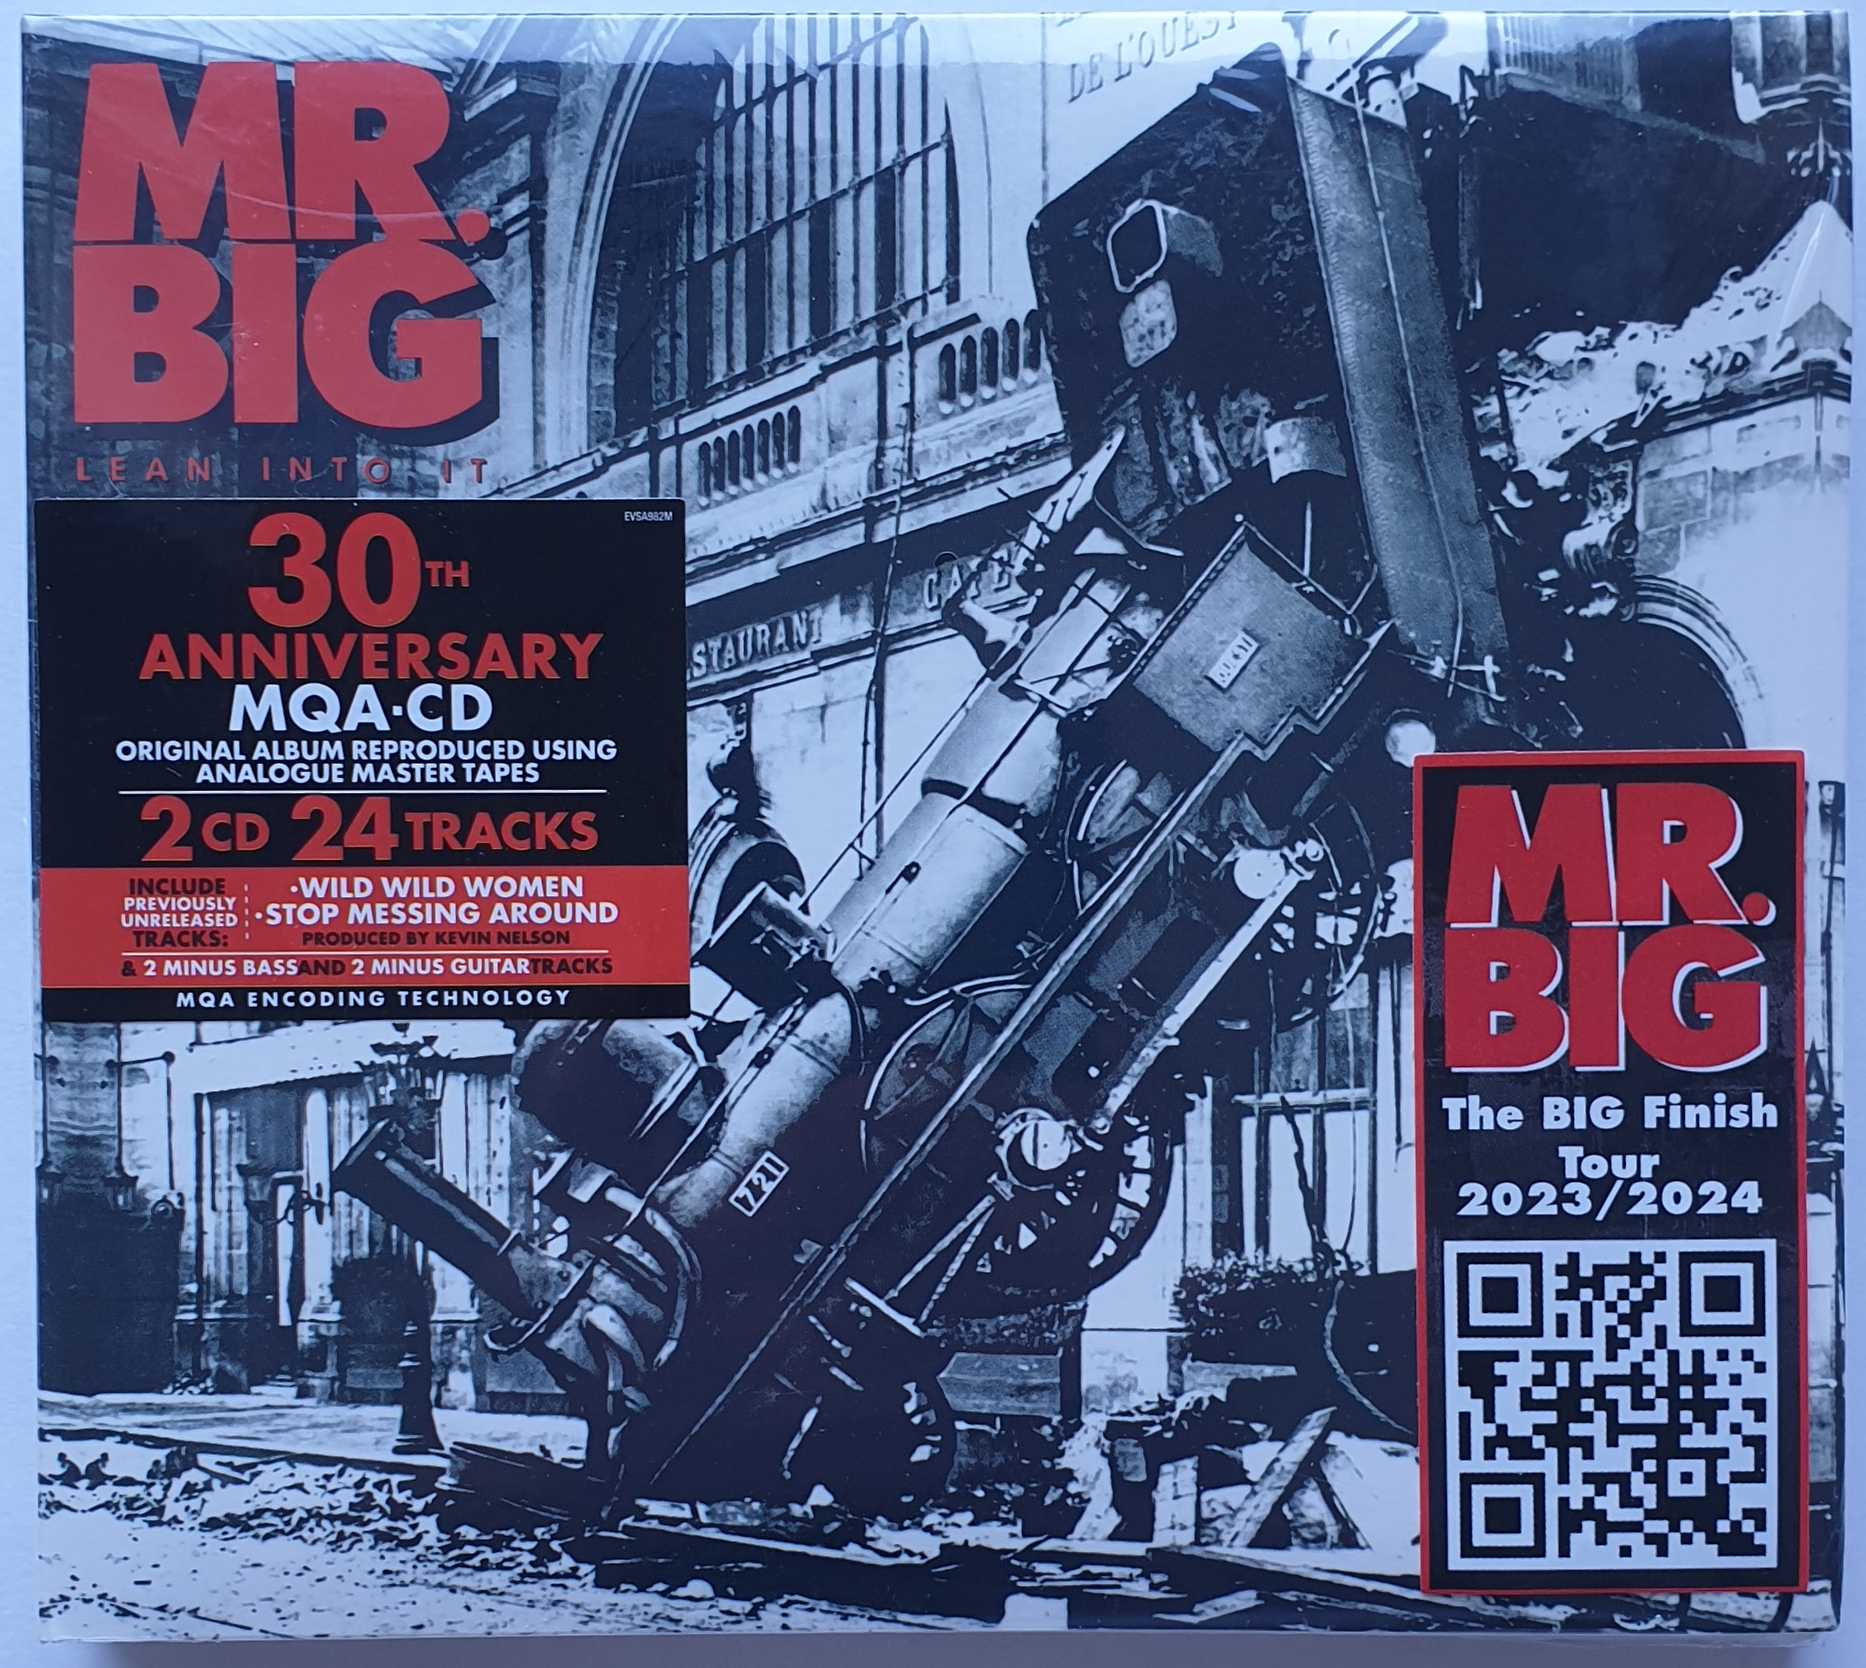 DE L'OUEST
MR.
BIG
LEAN INTO IT
EVSA982M
30TH
ANNIVERSARY
MQA·CD
ORIGINAL ALBUM REPRODUCED USING
ANALOGUE MASTER TAPES
2 CD 24 TRACKS
INCLUDE
PREVIOUSLY
UNRELEASED
TRACKS:
·WILD WILD WOMEN
·STOP MESSING AROUND
PRODUCED BY KEVIN NELSON
& 2 MINUS BASS AND 2 MINUS GUITAR TRACKS
MQA ENCODING TECHNOLOGY
CAFE
STAURANT
721
MR.
BIG
The BIG Finish
Tour
2023/2024